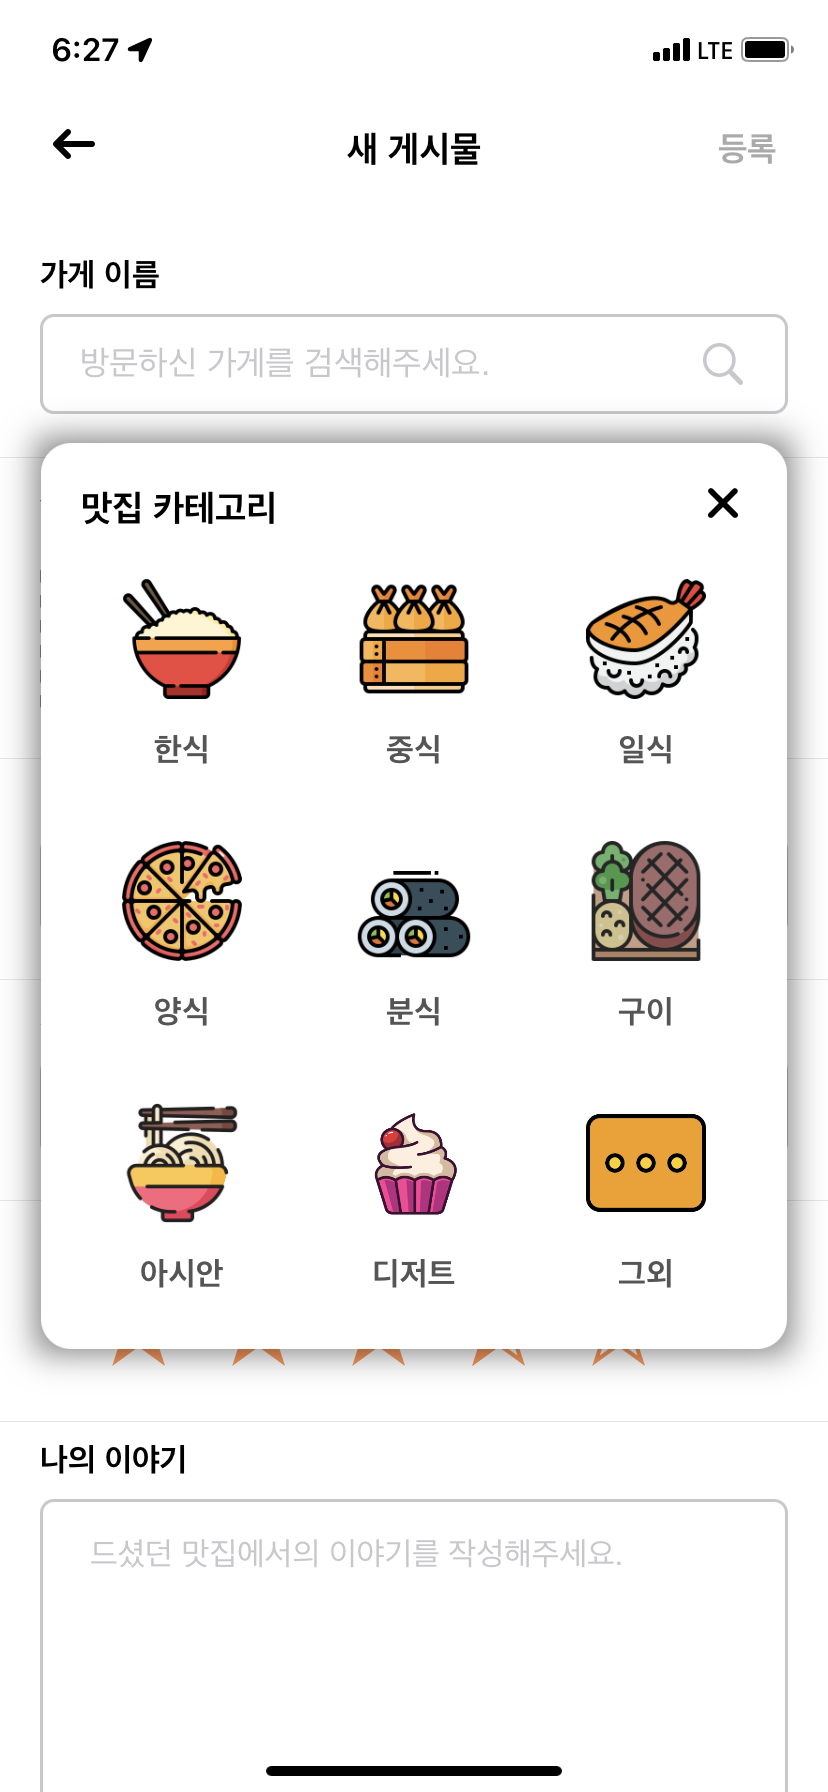 6:27
LTE
새 게시물
등록
가게 이름
방문하신 가게를 검색해주세요.
맛집 카테고리
한식
중식
일식
양식
분식
구이
아시안
디저트
그외
나의 이야기
드셨던 맛집에서의 이야기를 작성해주세요.